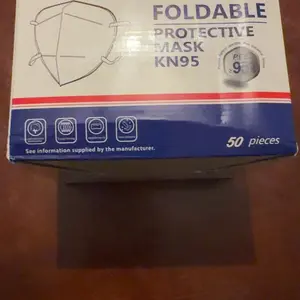 FOLDABLE
PROTECTIVE
MASK
KN95
See information supplied by the manufacturer.
50 pieces